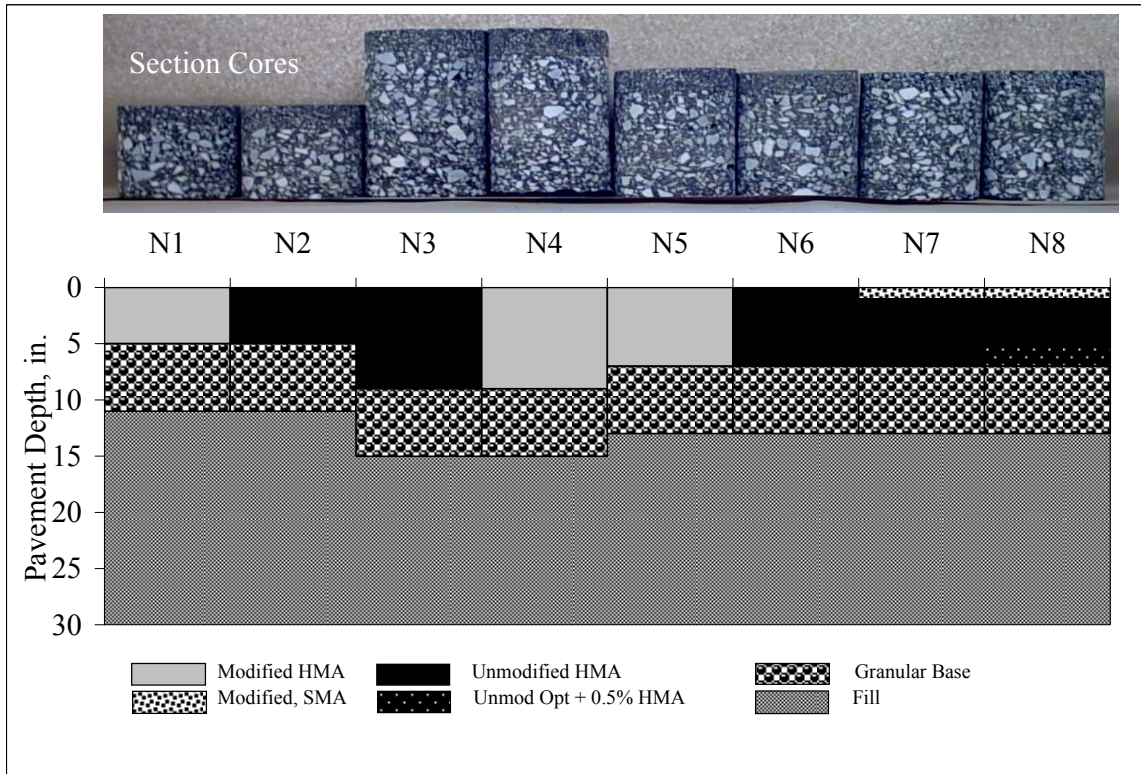 Section Cores
N1 N2 N3 N4 N5 N6 N7 N8
Pavement Depth, in.
0
5
10
15
20
25
30
Modified HMA Unmodified HMA Granular Base
Modified, SMA Unmod Opt + 0.5% HMA Fill